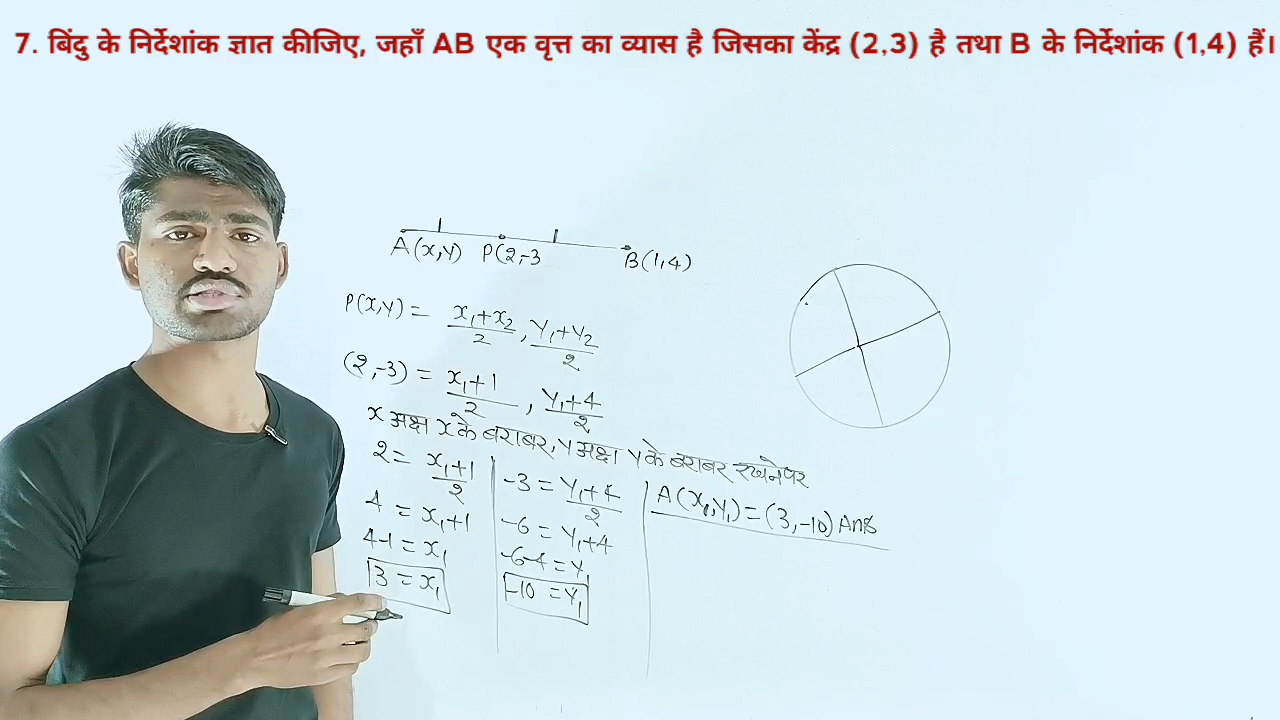 7. बिंदु के निर्देशांक ज्ञात कीजिए, जहाँ AB एक वृत्त का व्यास है जिसका केंद्र (2,3) है तथा B के निर्देशांक (1,4) हैं।
A(x,y) P(2,-3 B(1,4)
P(x,y) = x₁+x₂/2, y₁+y₂/2
(2,-3) = x₁+1/2, y₁+4/2
x अक्ष x के बराबर, y अक्ष y के बराबर रखनेपर
2 = x₁+1/2
4 = x₁+1
4-1 = x₁
3 = x₁
-3 = y₁+4/2
-6 = y₁+4
-6-4 = y₁
-10 = y₁
A(x₁,y₁) = (3,-10) Ans